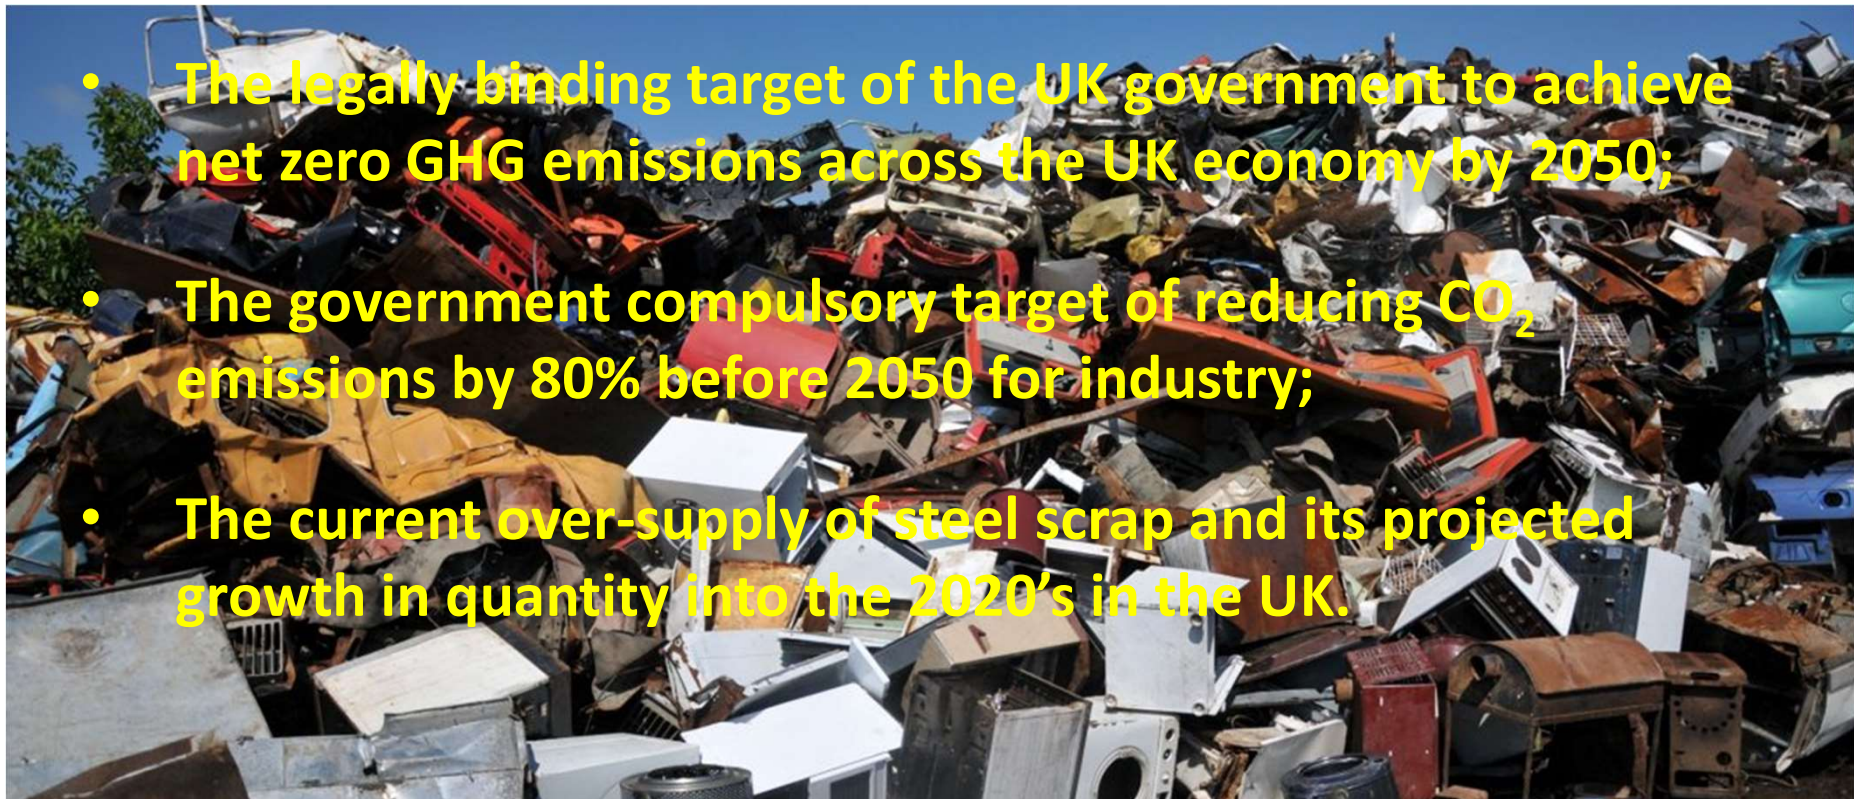 • The legally binding target of the UK government to achieve
net zero GHG emissions across the UK economy by 2050;
• The government compulsory target of reducing CO₂
emissions by 80% before 2050 for industry;
• The current over-supply of steel scrap and its projected
growth in quantity into the 2020’s in the UK.